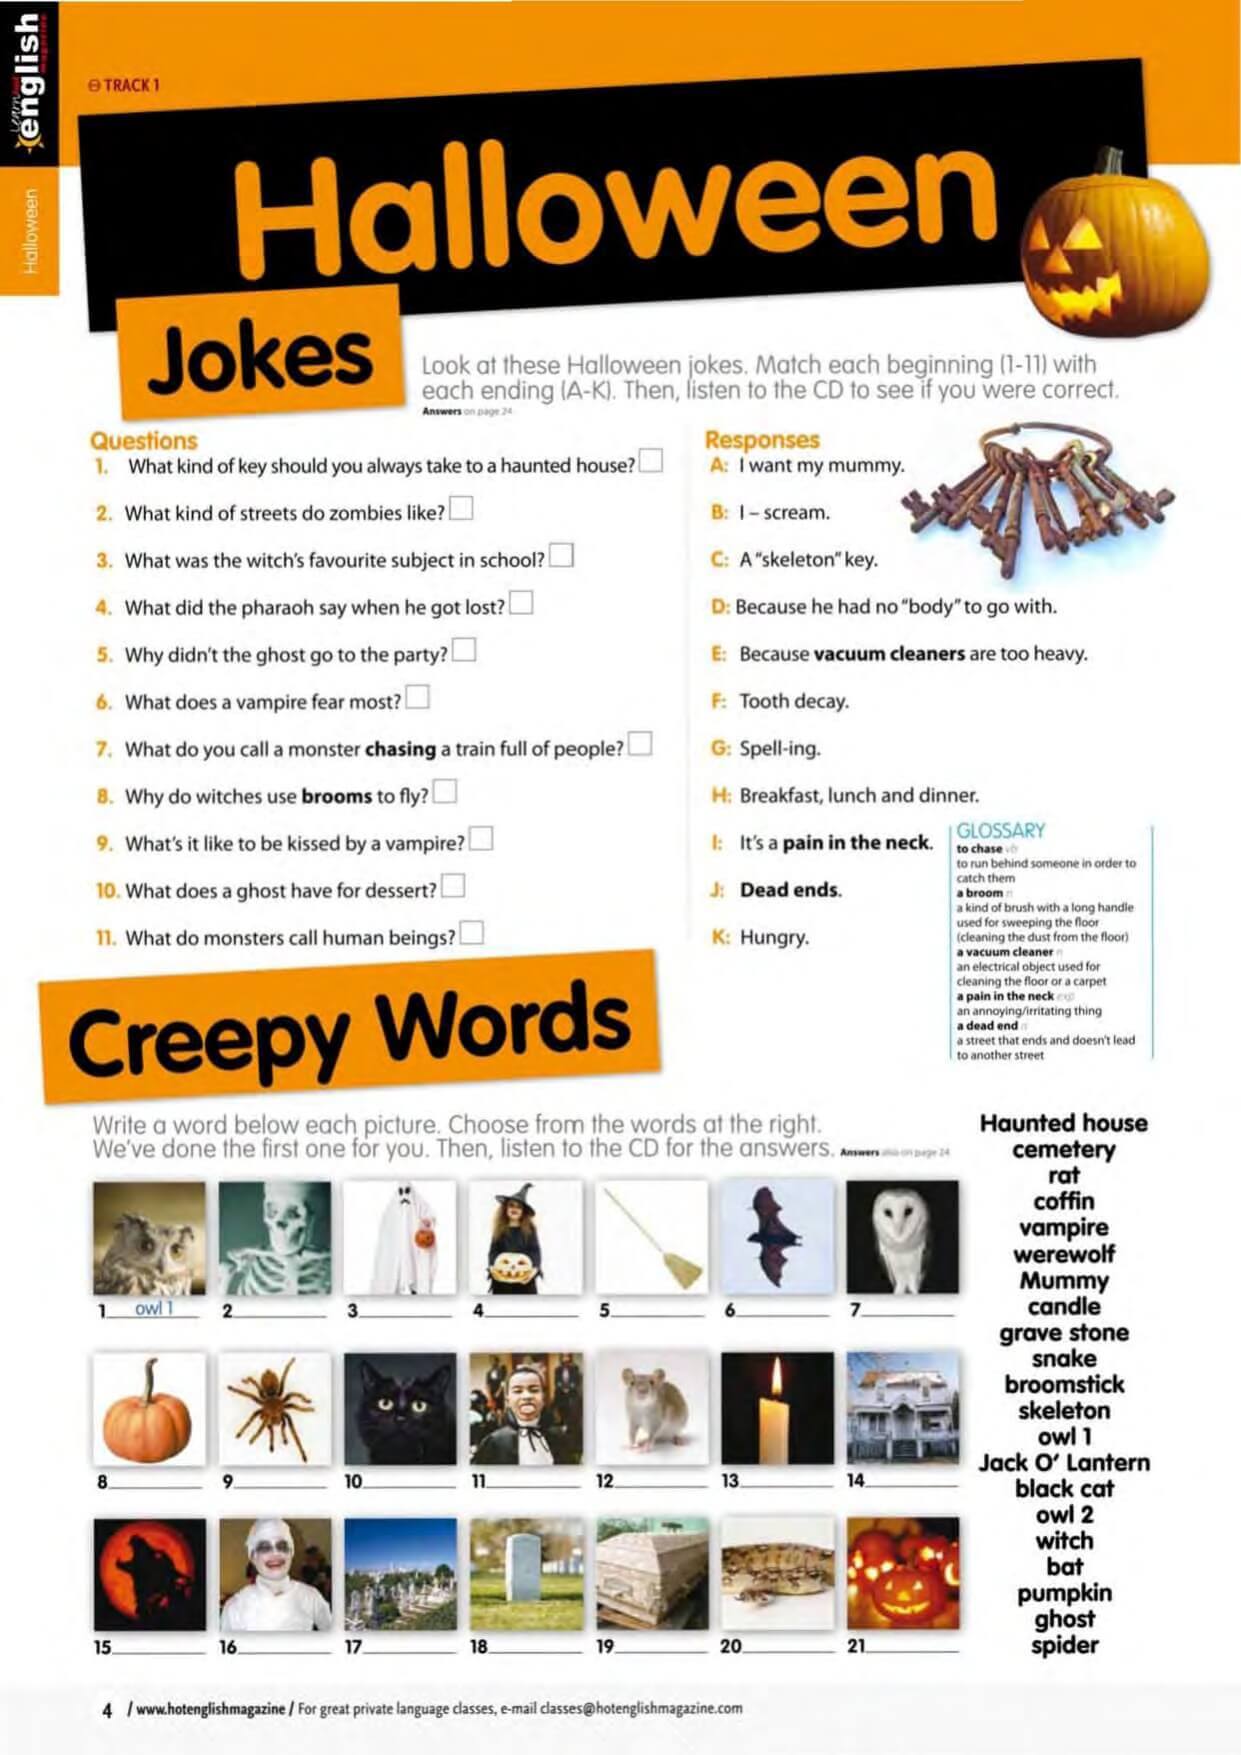 learn hot
english
magazine
Halloween
TRACK 1
Halloween
Jokes
Look at these Halloween jokes. Match each beginning (1-11) with
each ending (A-K). Then, listen to the CD to see if you were correct.
Answers on page 24
Questions
1. What kind of key should you always take to a haunted house?
2. What kind of streets do zombies like?
3. What was the witch's favourite subject in school?
4. What did the pharaoh say when he got lost?
5. Why didn't the ghost go to the party?
6. What does a vampire fear most?
7. What do you call a monster chasing a train full of people?
8. Why do witches use brooms to fly?
9. What's it like to be kissed by a vampire?
10. What does a ghost have for dessert?
11. What do monsters call human beings?
Responses
A: I want my mummy.
B: I – scream.
C: A "skeleton" key.
D: Because he had no "body" to go with.
E: Because vacuum cleaners are too heavy.
F: Tooth decay.
G: Spell-ing.
H: Breakfast, lunch and dinner.
I: It's a pain in the neck.
J: Dead ends.
K: Hungry.
GLOSSARY
to chase vb
to run behind someone in order to
catch them
a broom n
a kind of brush with a long handle
used for sweeping the floor
(cleaning the dust from the floor)
a vacuum cleaner n
an electrical object used for
cleaning the floor or a carpet
a pain in the neck exp
an annoying/irritating thing
a dead end n
a street that ends and doesn't lead
to another street
Creepy Words
Write a word below each picture. Choose from the words at the right.
We've done the first one for you. Then, listen to the CD for the answers. Answers also on page 24
1 owl 1
2
3
4
5
6
7
8
9
10
11
12
13
14
15
16
17
18
19
20
21
Haunted house
cemetery
rat
coffin
vampire
werewolf
Mummy
candle
grave stone
snake
broomstick
skeleton
owl 1
Jack O' Lantern
black cat
owl 2
witch
bat
pumpkin
ghost
spider
4 / www.hotenglishmagazine / For great private language classes, e-mail classes@hotenglishmagazine.com